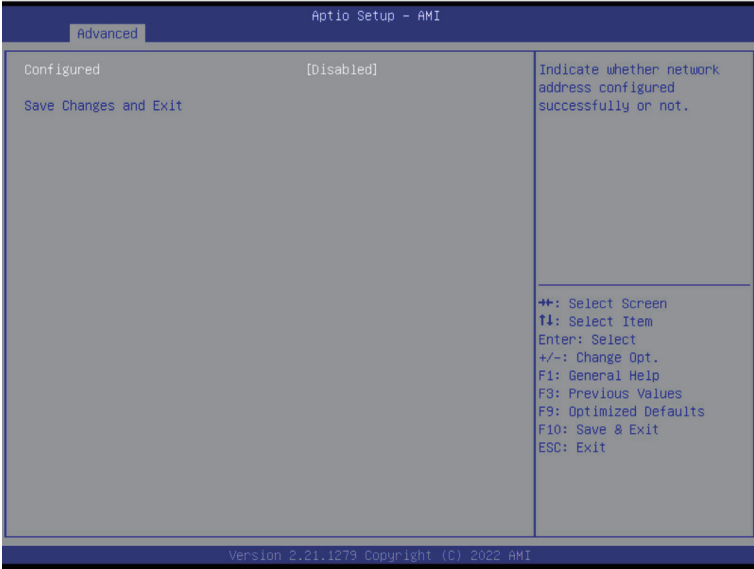 Aptio Setup - AMI
Advanced
Configured [Disabled]
Save Changes and Exit
Indicate whether network
address configured
successfully or not.
→←: Select Screen
↑↓: Select Item
Enter: Select
+/-: Change Opt.
F1: General Help
F3: Previous Values
F9: Optimized Defaults
F10: Save & Exit
ESC: Exit
Version 2.21.1279 Copyright (C) 2022 AMI